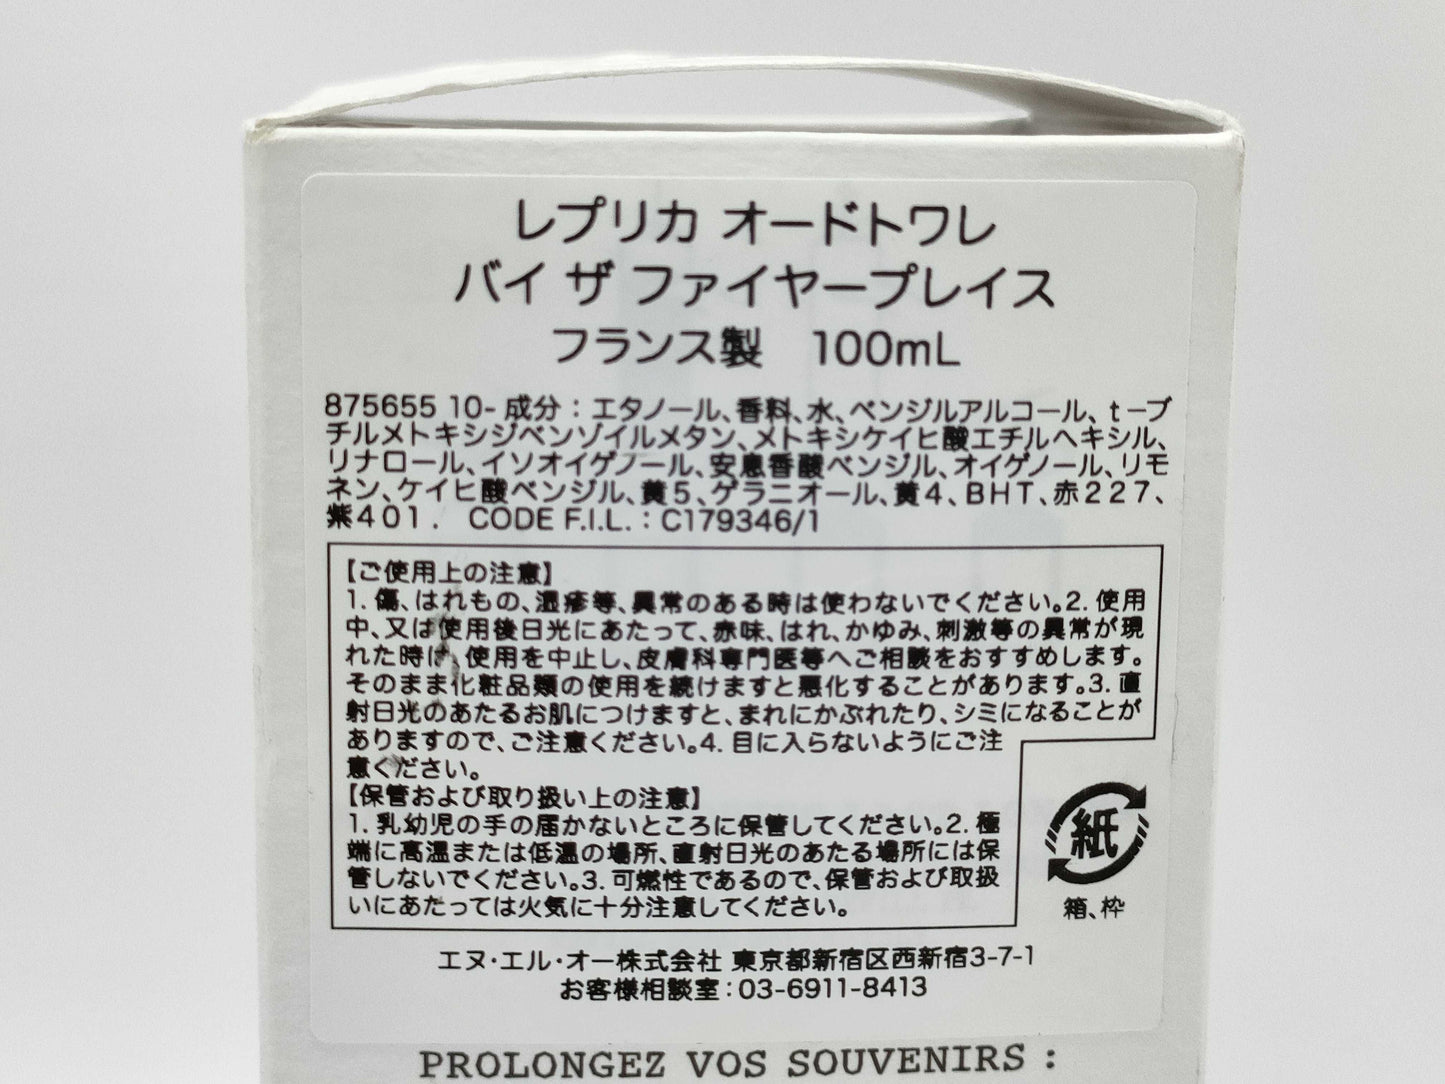 レプリカ オードトワレ
バイ ザ ファイヤープレイス
フランス製　100mL
875655 10- 成分：エタノール、香料、水、ベンジルアルコール、ｔ－ブ
チルメトキシジベンゾイルメタン、メトキシケイヒ酸エチルヘキシル、
リナロール、イソオイゲノール、安息香酸ベンジル、オイゲノール、リモ
ネン、ケイヒ酸ベンジル、黄５、ゲラニオール、黄４、ＢＨＴ、赤２２７、
紫４０１．　CODE F.I.L.：C179346/1
【ご使用上の注意】
1. 傷、はれもの、湿疹等、異常のある時は使わないでください。2. 使用
中、又は使用後日光にあたって、赤味、はれ、かゆみ、刺激等の異常が現
れた時は、使用を中止し、皮膚科専門医等へご相談をおすすめします。
そのまま化粧品類の使用を続けますと悪化することがあります。3. 直
射日光のあたるお肌につけますと、まれにかぶれたり、シミになることが
ありますので、ご注意ください。4. 目に入らないようにご注
意ください。
【保管および取り扱い上の注意】
1. 乳幼児の手の届かないところに保管してください。2. 極
端に高温または低温の場所、直射日光のあたる場所には保
管しないでください。3. 可燃性であるので、保管および取扱
いにあたっては火気に十分注意してください。
紙
箱、枠
エヌ・エル・オー株式会社 東京都新宿区西新宿3-7-1
お客様相談室：03-6911-8413
PROLONGEZ VOS SOUVENIRS :